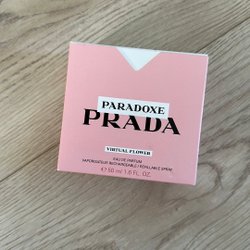 PARADOXE
PRADA
VIRTUAL FLOWER
EAU DE PARFUM
VAPORISATEUR RECHARGEABLE / REFILLABLE SPRAY
℮ 50 ml 1.6 FL. OZ.